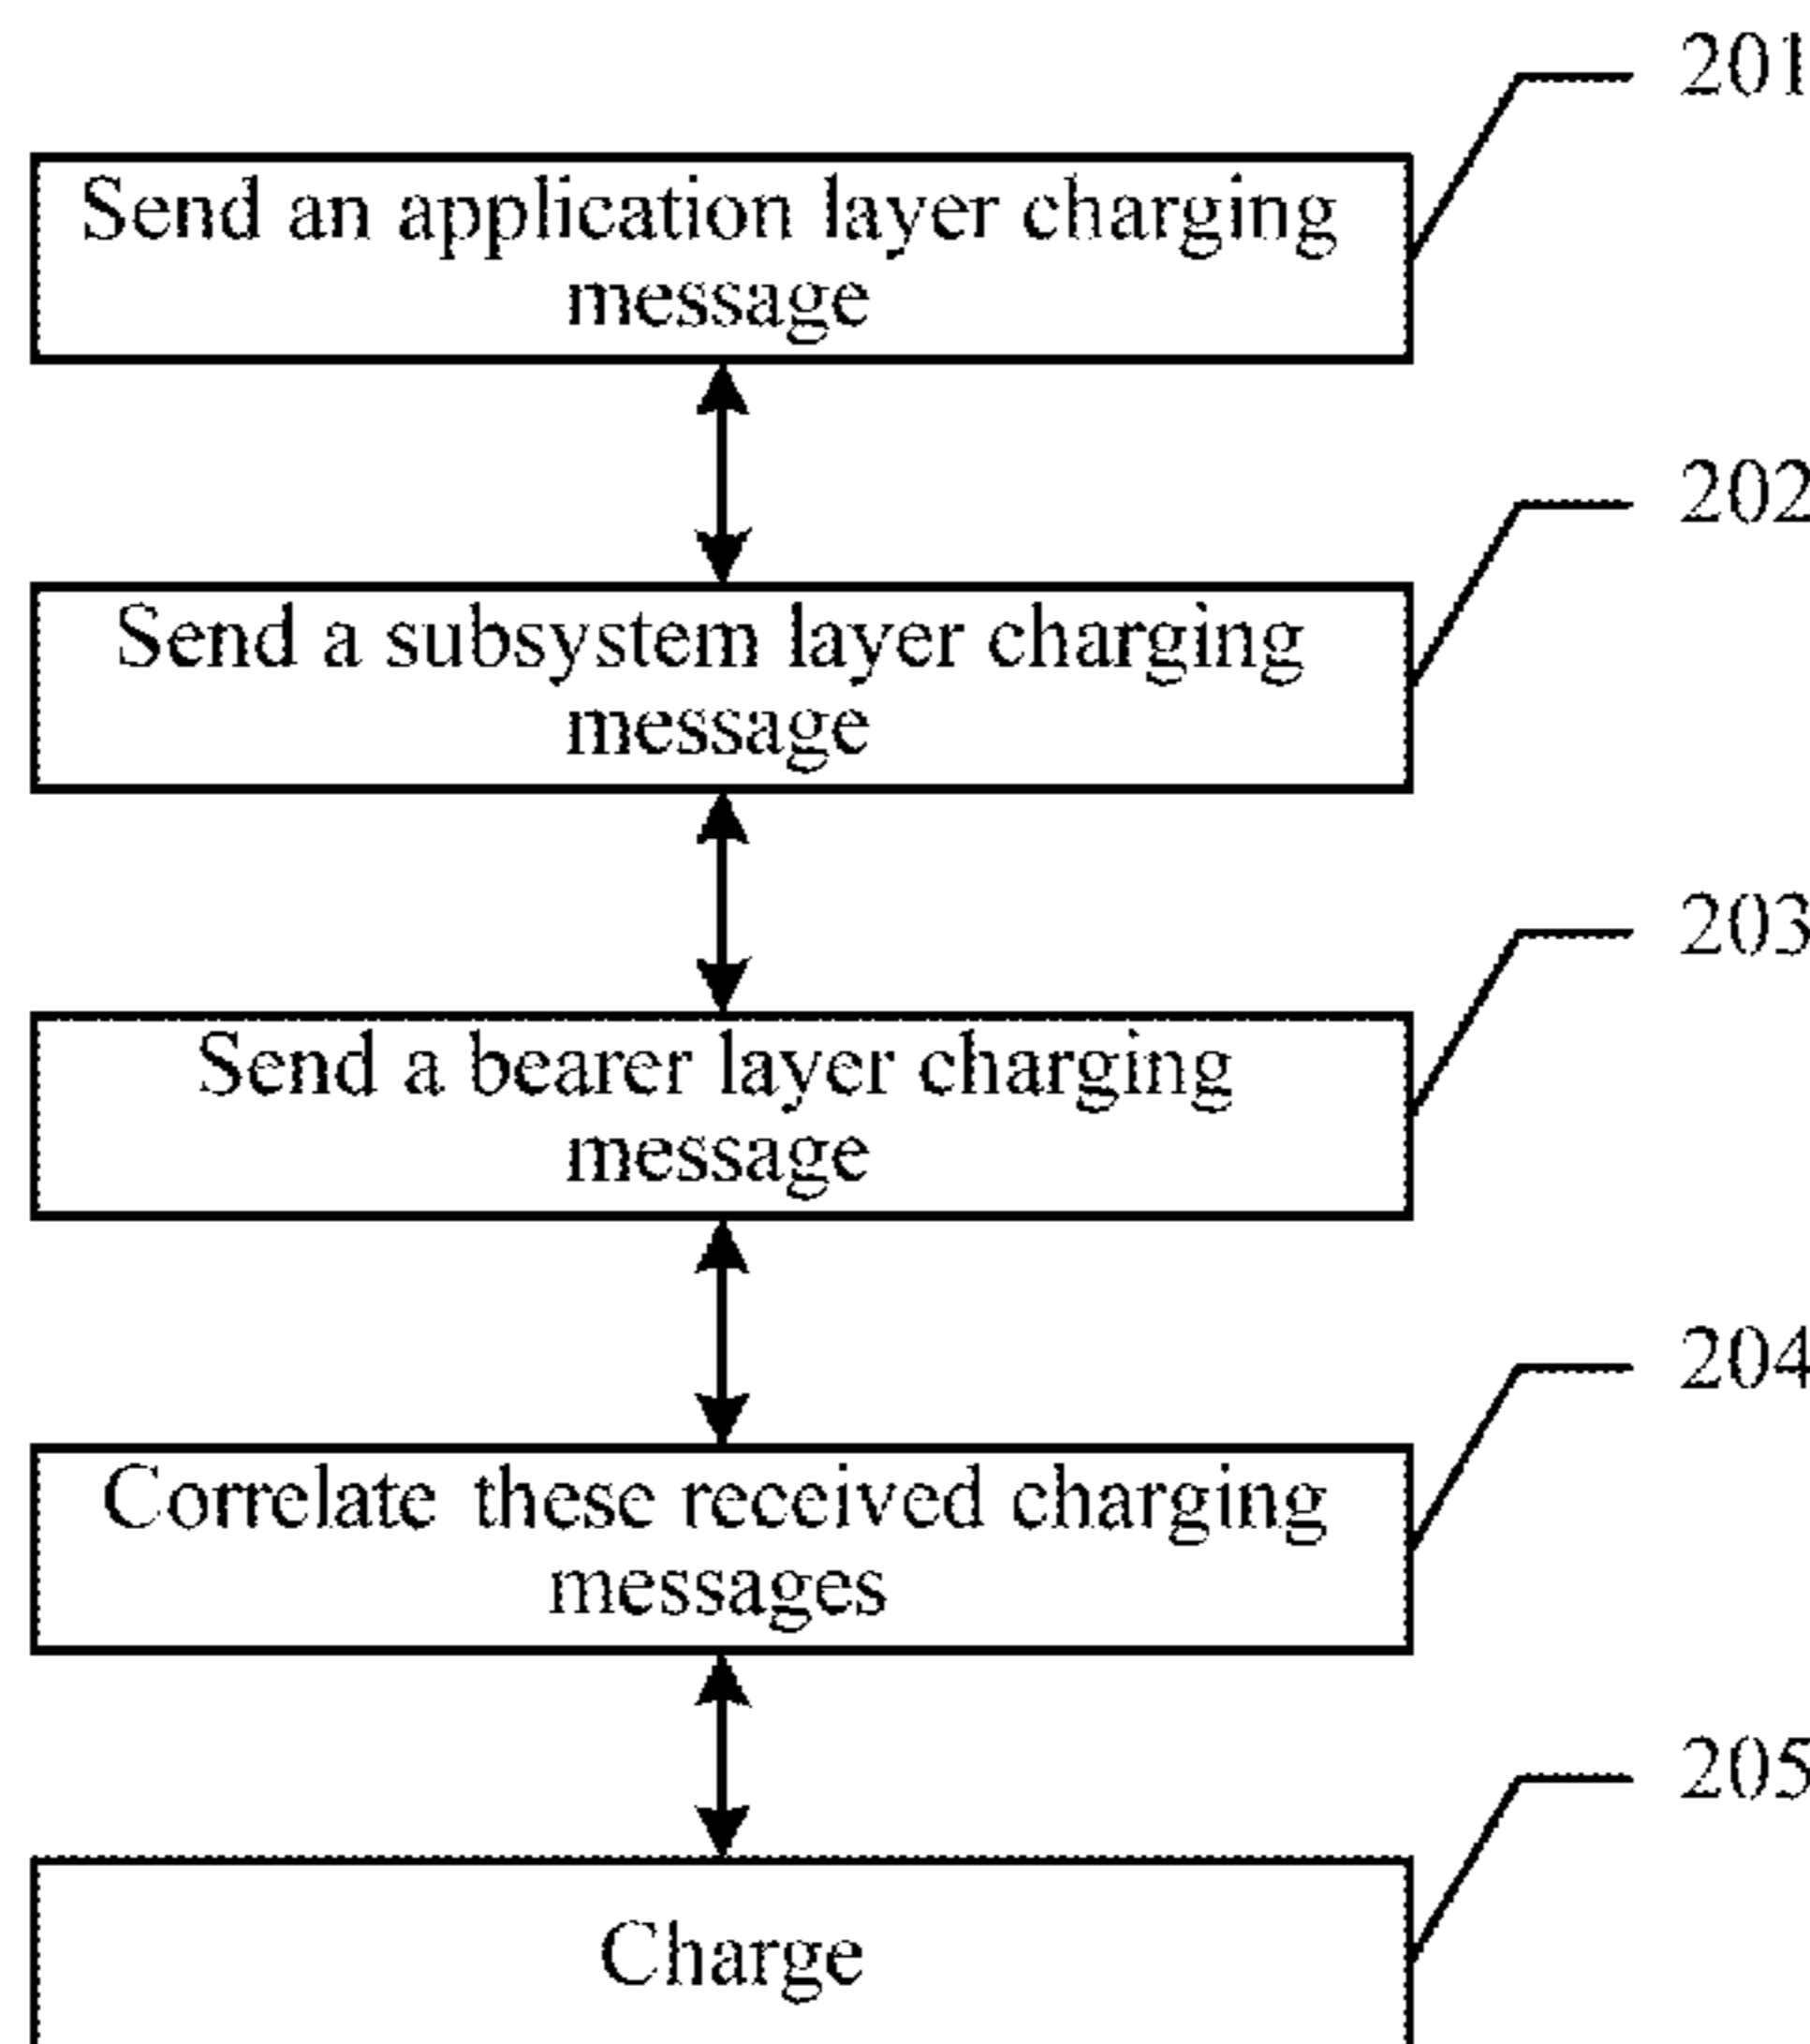 201
Send an application layer charging
message
202
Send a subsystem layer charging
message
203
Send a bearer layer charging
message
204
Correlate these received charging
messages
205
Charge